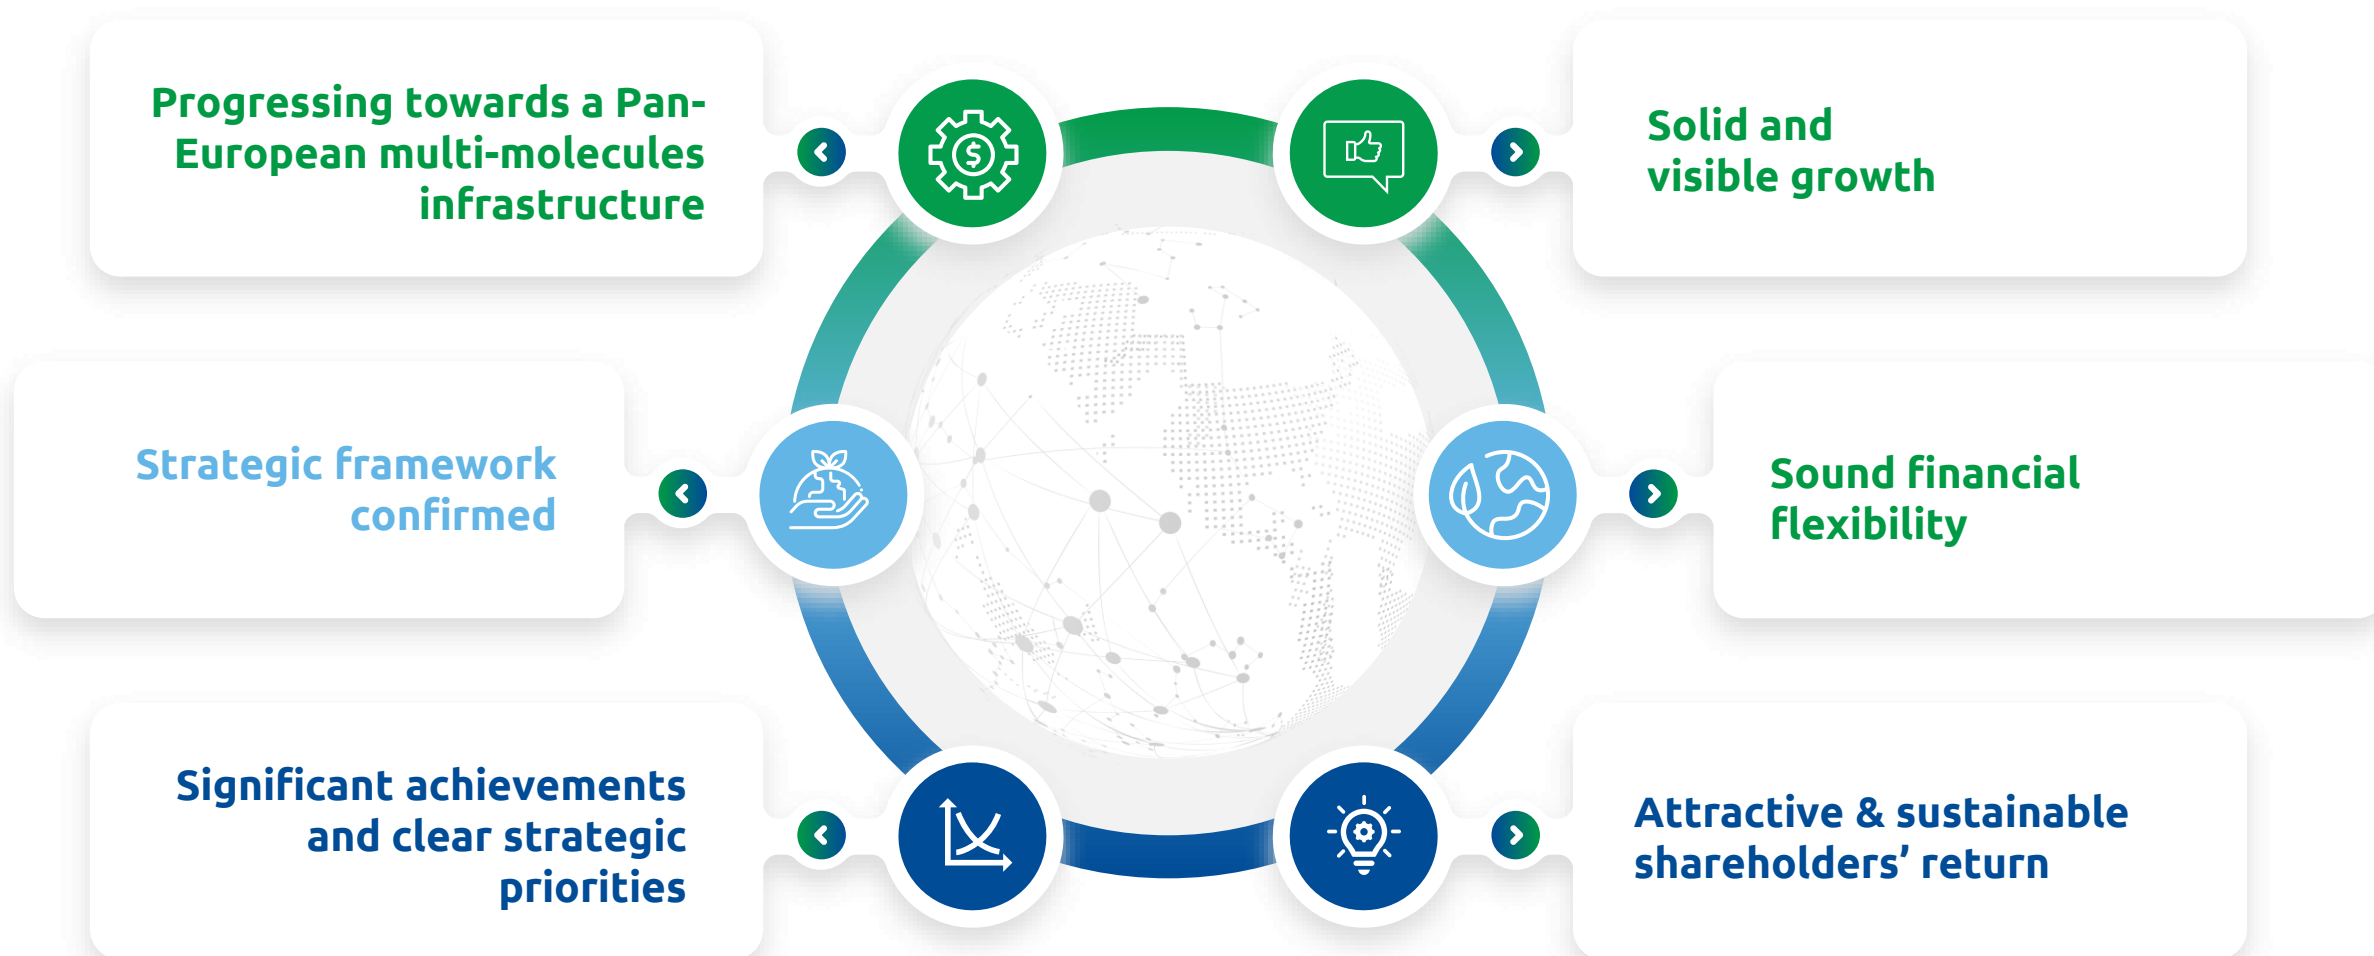 Progressing towards a Pan-
European multi-molecules
infrastructure
Solid and
visible growth
Strategic framework
confirmed
Sound financial
flexibility
Significant achievements
and clear strategic
priorities
Attractive & sustainable
shareholders’ return
$